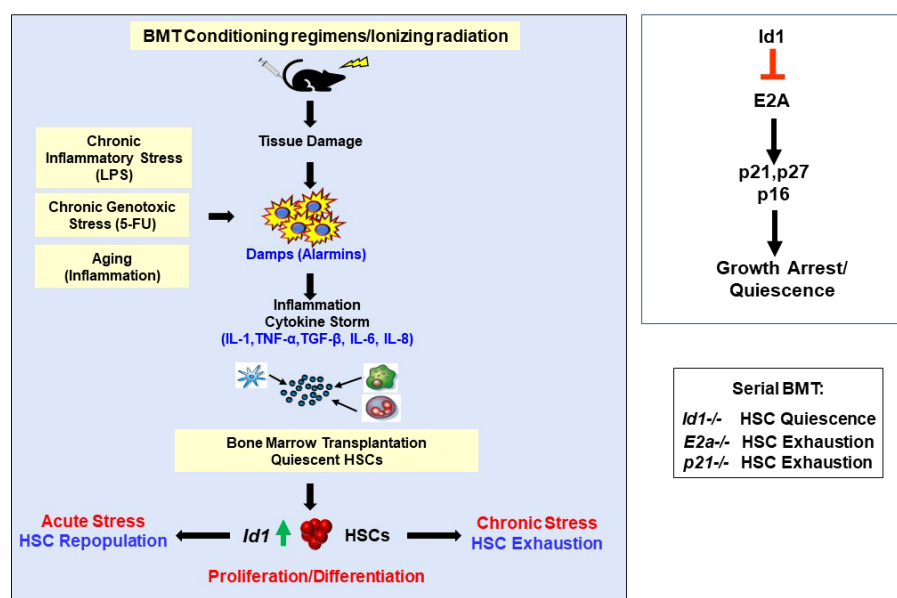 BMT Conditioning regimens/Ionizing radiation
Tissue Damage
Chronic
Inflammatory Stress
(LPS)
Chronic Genotoxic
Stress (5-FU)
Aging
(Inflammation)
Damps (Alarmins)
Inflammation
Cytokine Storm
(IL-1,TNF-α,TGF-β, IL-6, IL-8)
Bone Marrow Transplantation
Quiescent HSCs
Acute Stress
HSC Repopulation
Id1
HSCs
Chronic Stress
HSC Exhaustion
Proliferation/Differentiation
Id1
E2A
p21,p27
p16
Growth Arrest/
Quiescence
Serial BMT:
Id1-/- HSC Quiescence
E2a-/- HSC Exhaustion
p21-/- HSC Exhaustion